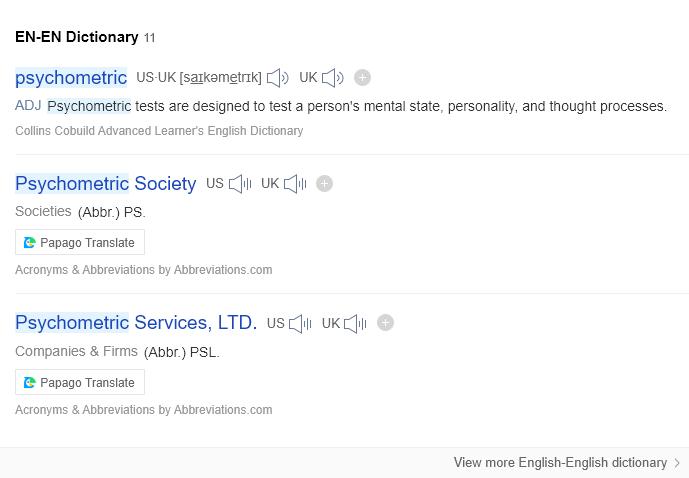 EN-EN Dictionary 11
psychometric US·UK [saɪkəmetrɪk] UK
ADJ Psychometric tests are designed to test a person's mental state, personality, and thought processes.
Collins Cobuild Advanced Learner's English Dictionary
Psychometric Society US UK
Societies (Abbr.) PS.
Papago Translate
Acronyms & Abbreviations by Abbreviations.com
Psychometric Services, LTD. US UK
Companies & Firms (Abbr.) PSL.
Papago Translate
Acronyms & Abbreviations by Abbreviations.com
View more English-English dictionary